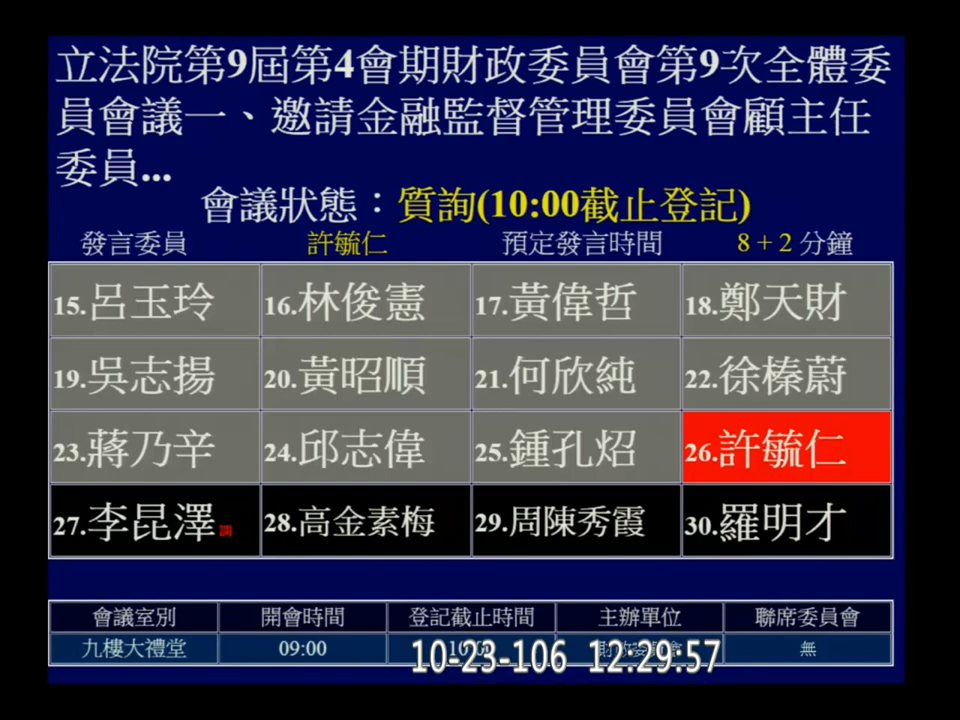 立法院第9屆第4會期財政委員會第9次全體委
員會議一、邀請金融監督管理委員會顧主任
委員...
會議狀態：質詢(10:00截止登記)
發言委員 許毓仁 預定發言時間 8 + 2 分鐘
15.呂玉玲 16.林俊憲 17.黃偉哲 18.鄭天財
19.吳志揚 20.黃昭順 21.何欣純 22.徐榛蔚
23.蔣乃辛 24.邱志偉 25.鍾孔炤 26.許毓仁
27.李昆澤 28.高金素梅 29.周陳秀霞 30.羅明才
會議室別 開會時間 登記截止時間 主辦單位 聯席委員會
九樓大禮堂 09:00 無
10-23-106 12:29:57